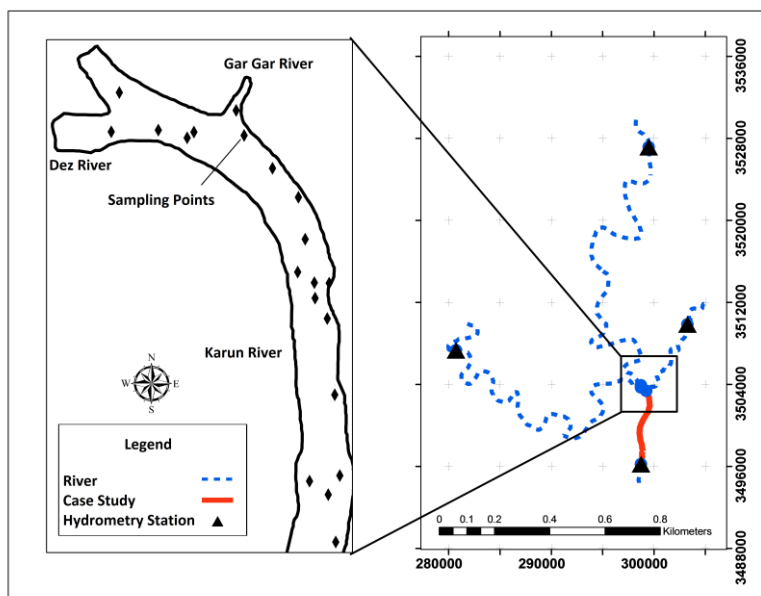 Gar Gar River
Dez River
Sampling Points
Karun River
N
W
E
S
Legend
River
Case Study
Hydrometry Station
3536000
3528000
3520000
3512000
3504000
3496000
3488000
0 0.1 0.2 0.4 0.6 0.8
Kilometers
280000 290000 300000